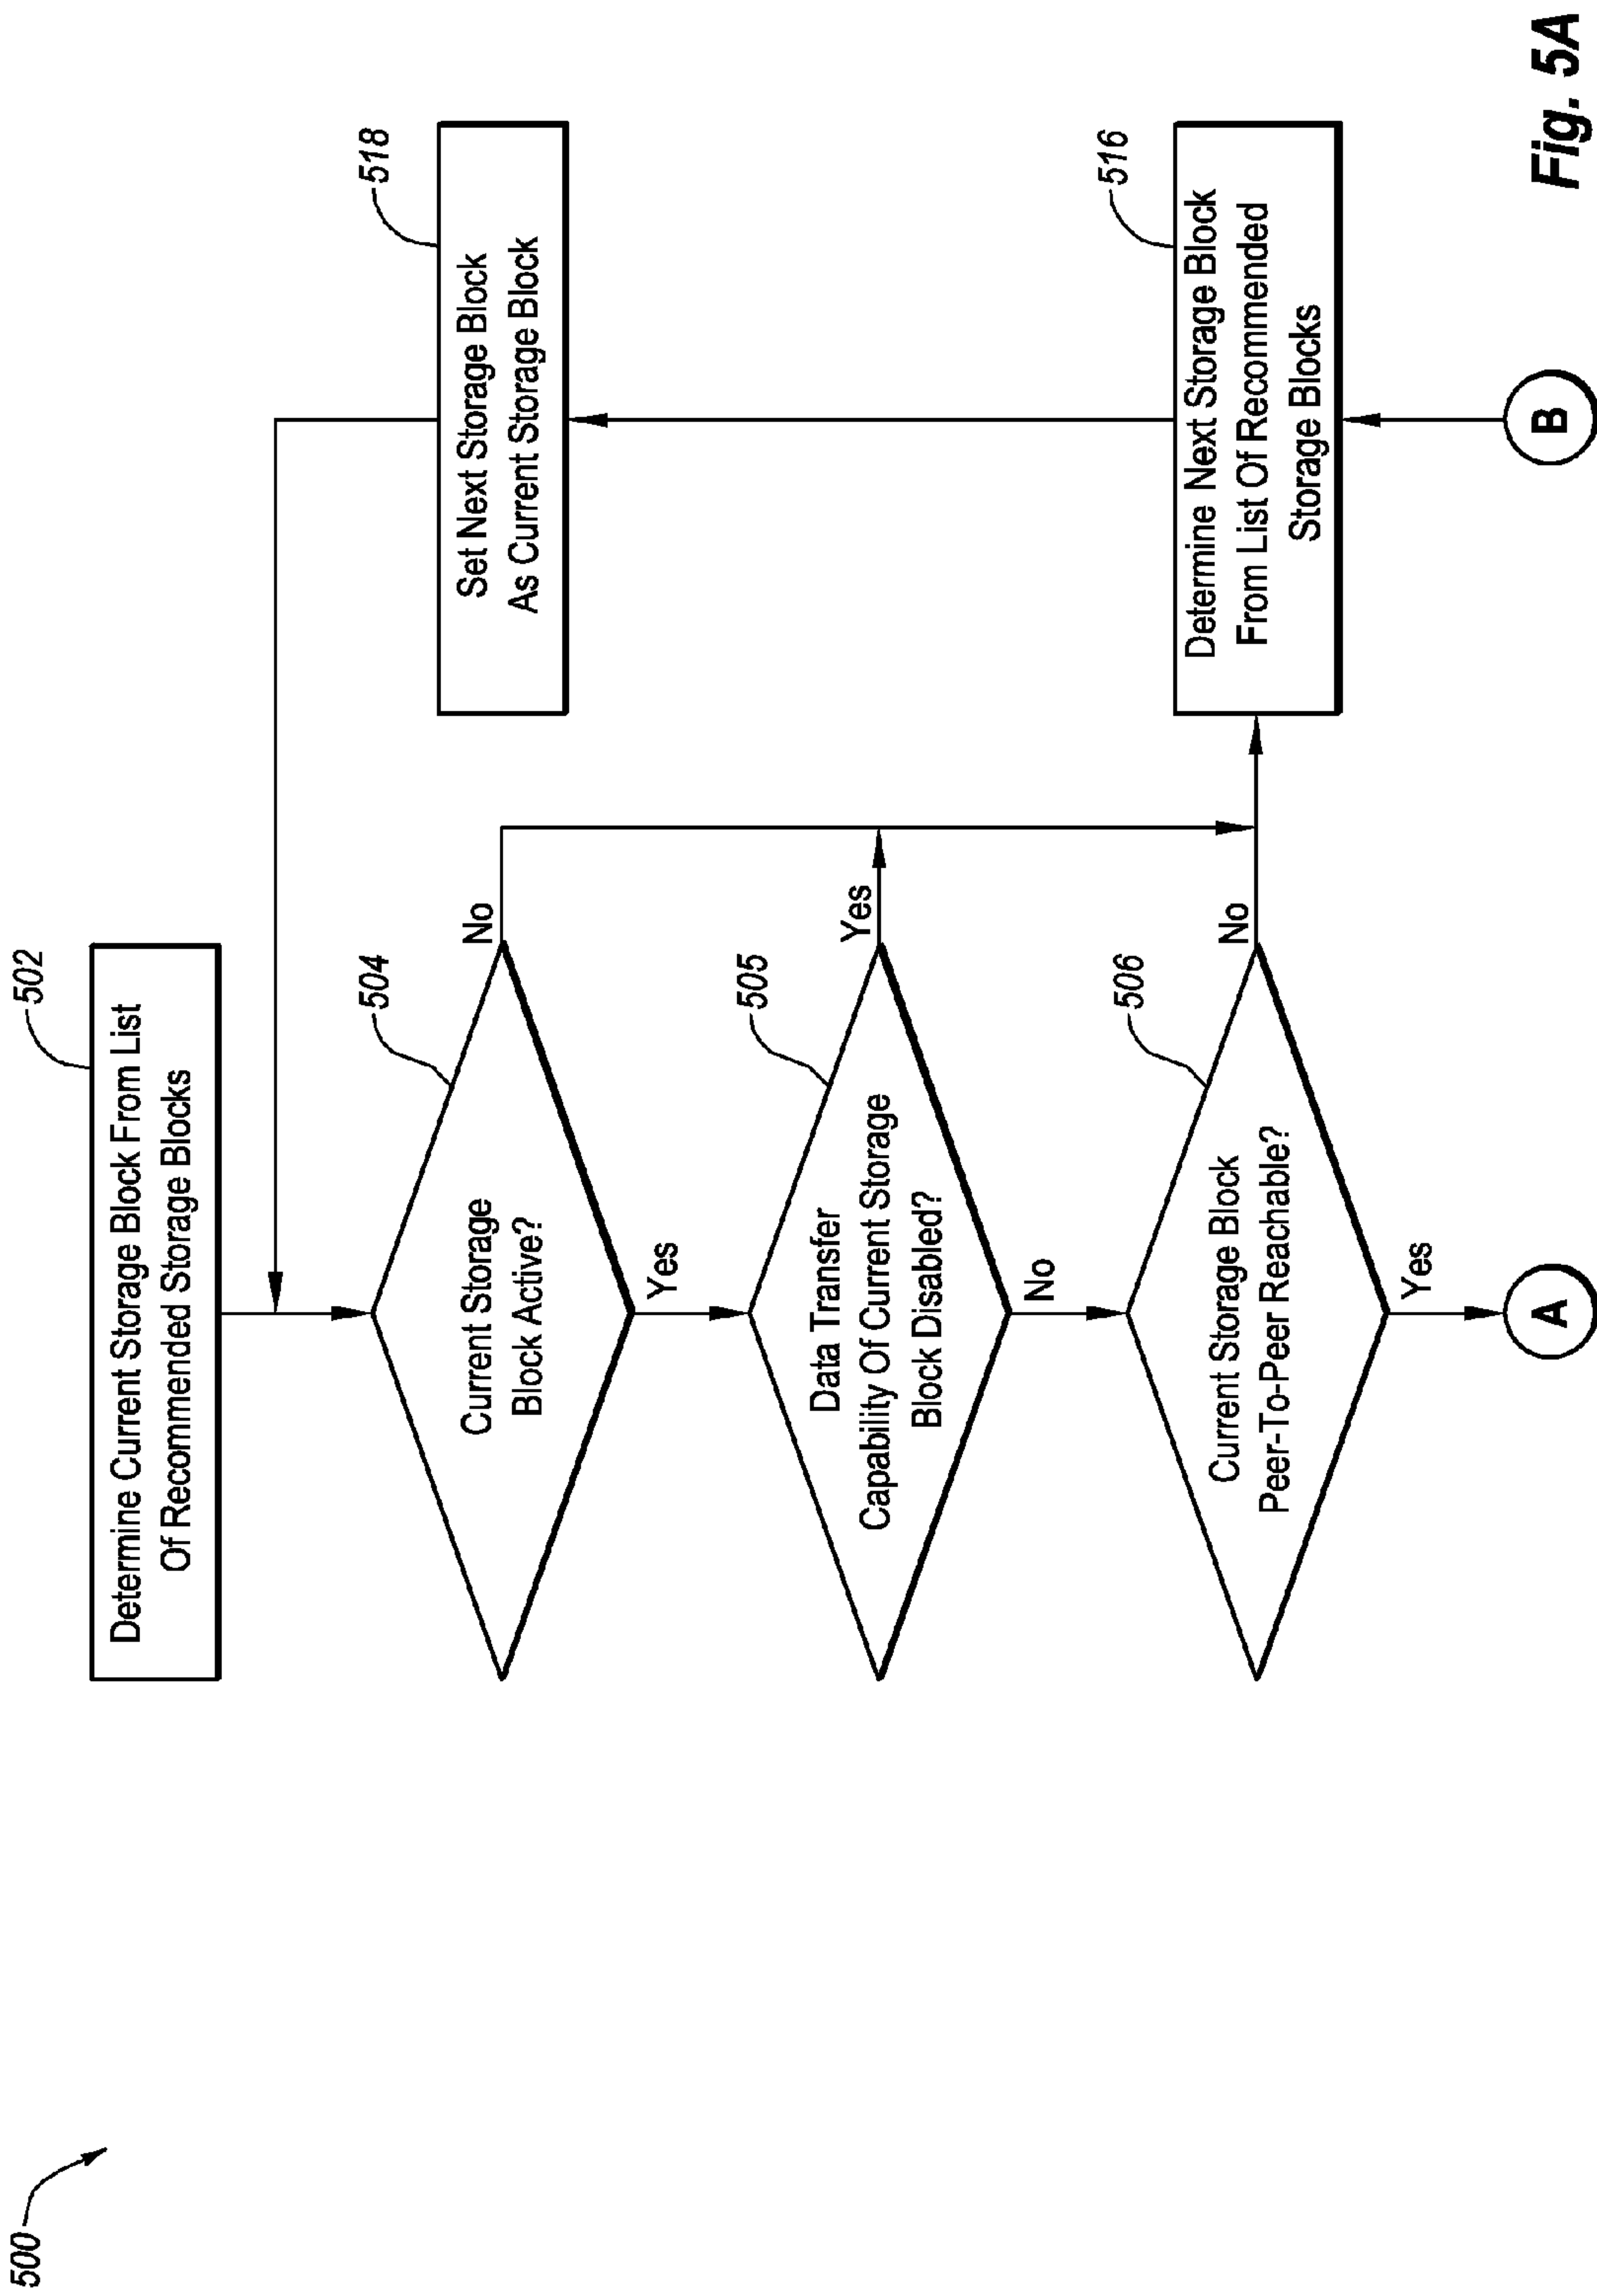 500
502
Determine Current Storage Block From List
Of Recommended Storage Blocks
504
Current Storage
Block Active?
No
Yes
505
Data Transfer
Capability Of Current Storage
Block Disabled?
Yes
No
506
Current Storage Block
Peer-To-Peer Reachable?
No
Yes
A
518
Set Next Storage Block
As Current Storage Block
516
Determine Next Storage Block
From List Of Recommended
Storage Blocks
B
Fig. 5A